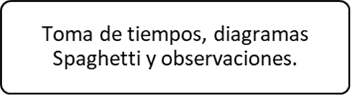 Toma de tiempos, diagramas
Spaghetti y observaciones.